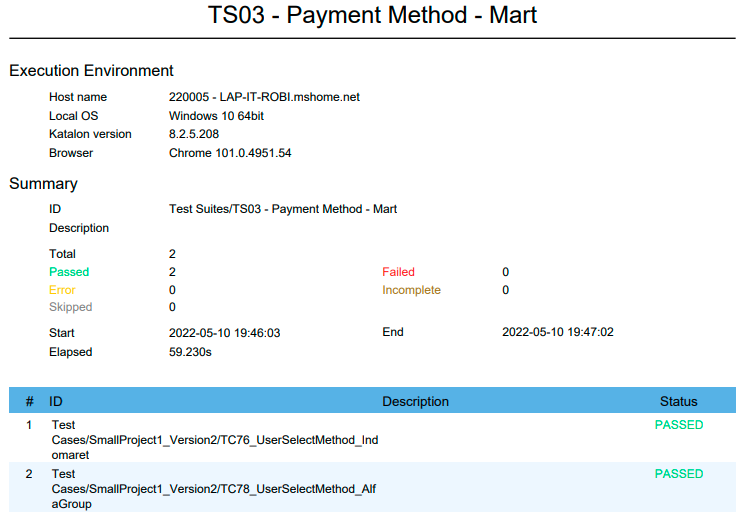 TS03 - Payment Method - Mart
Execution Environment
Host name 220005 - LAP-IT-ROBI.mshome.net
Local OS Windows 10 64bit
Katalon version 8.2.5.208
Browser Chrome 101.0.4951.54
Summary
ID Test Suites/TS03 - Payment Method - Mart
Description
Total 2
Passed 2 Failed 0
Error 0 Incomplete 0
Skipped 0
Start 2022-05-10 19:46:03 End 2022-05-10 19:47:02
Elapsed 59.230s
# ID Description Status
1 Test PASSED
Cases/SmallProject1_Version2/TC76_UserSelectMethod_Ind
omaret
2 Test PASSED
Cases/SmallProject1_Version2/TC78_UserSelectMethod_Alf
aGroup